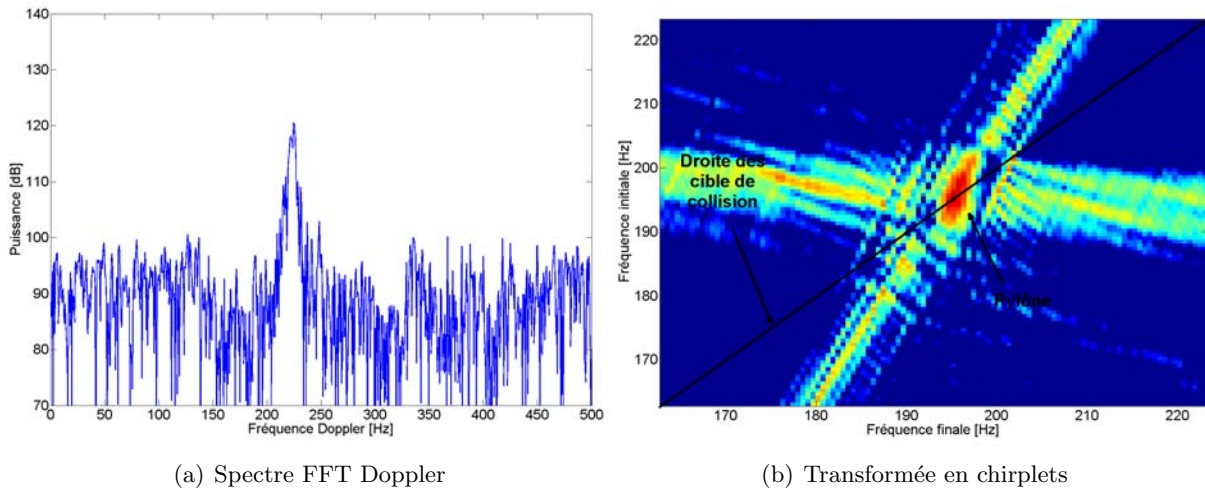 140
130
120
110
100
90
80
70
Puissance [dB]
0 50 100 150 200 250 300 350 400 450 500
Fréquence Doppler [Hz]
(a) Spectre FFT Doppler
220
210
200
190
180
170
Fréquence initiale [Hz]
Droite des
cible de
collision
Pylône
170 180 190 200 210 220
Fréquence finale [Hz]
(b) Transformée en chirplets